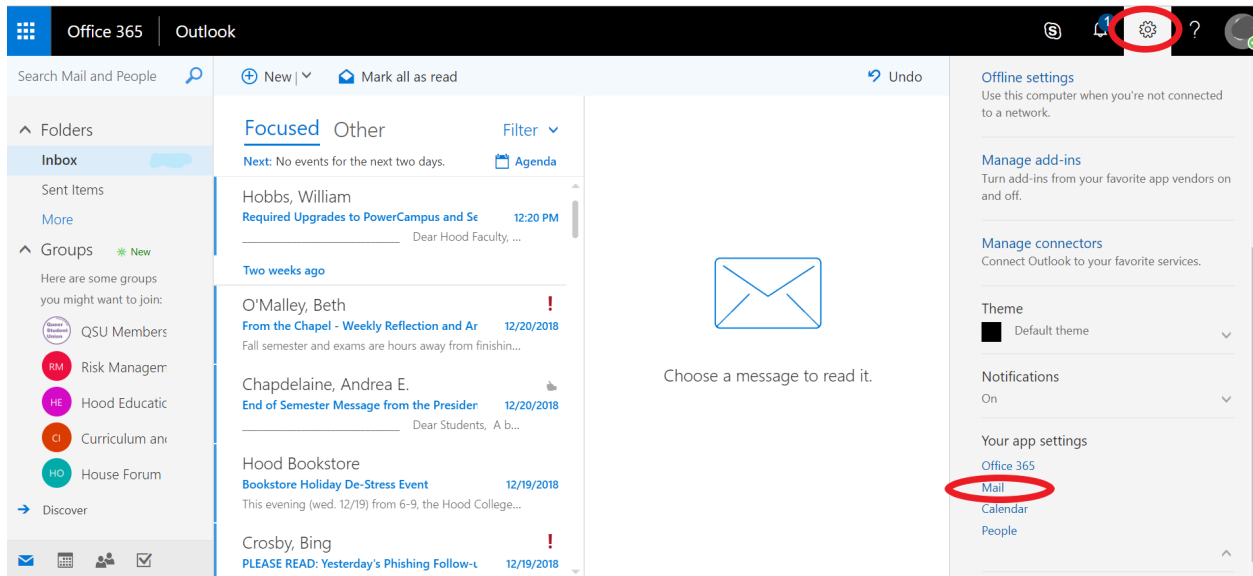 Office 365 Outlook
1
?
Search Mail and People
New
Mark all as read
Undo
Folders
Inbox
Sent Items
More
Groups New
Here are some groups
you might want to join:
Queer Student Union QSU Members
RM Risk Managem
HE Hood Educatic
CI Curriculum and
HO House Forum
Discover
Focused Other Filter
Next: No events for the next two days. Agenda
Hobbs, William
Required Upgrades to PowerCampus and Se 12:20 PM
Dear Hood Faculty, ...
Two weeks ago
O'Malley, Beth !
From the Chapel - Weekly Reflection and Ar 12/20/2018
Fall semester and exams are hours away from finishin...
Chapdelaine, Andrea E.
End of Semester Message from the Presiden 12/20/2018
Dear Students, A b...
Hood Bookstore
Bookstore Holiday De-Stress Event 12/19/2018
This evening (wed. 12/19) from 6-9, the Hood College...
Crosby, Bing !
PLEASE READ: Yesterday's Phishing Follow-u 12/19/2018
Choose a message to read it.
Offline settings
Use this computer when you're not connected
to a network.
Manage add-ins
Turn add-ins from your favorite app vendors on
and off.
Manage connectors
Connect Outlook to your favorite services.
Theme
Default theme
Notifications
On
Your app settings
Office 365
Mail
Calendar
People